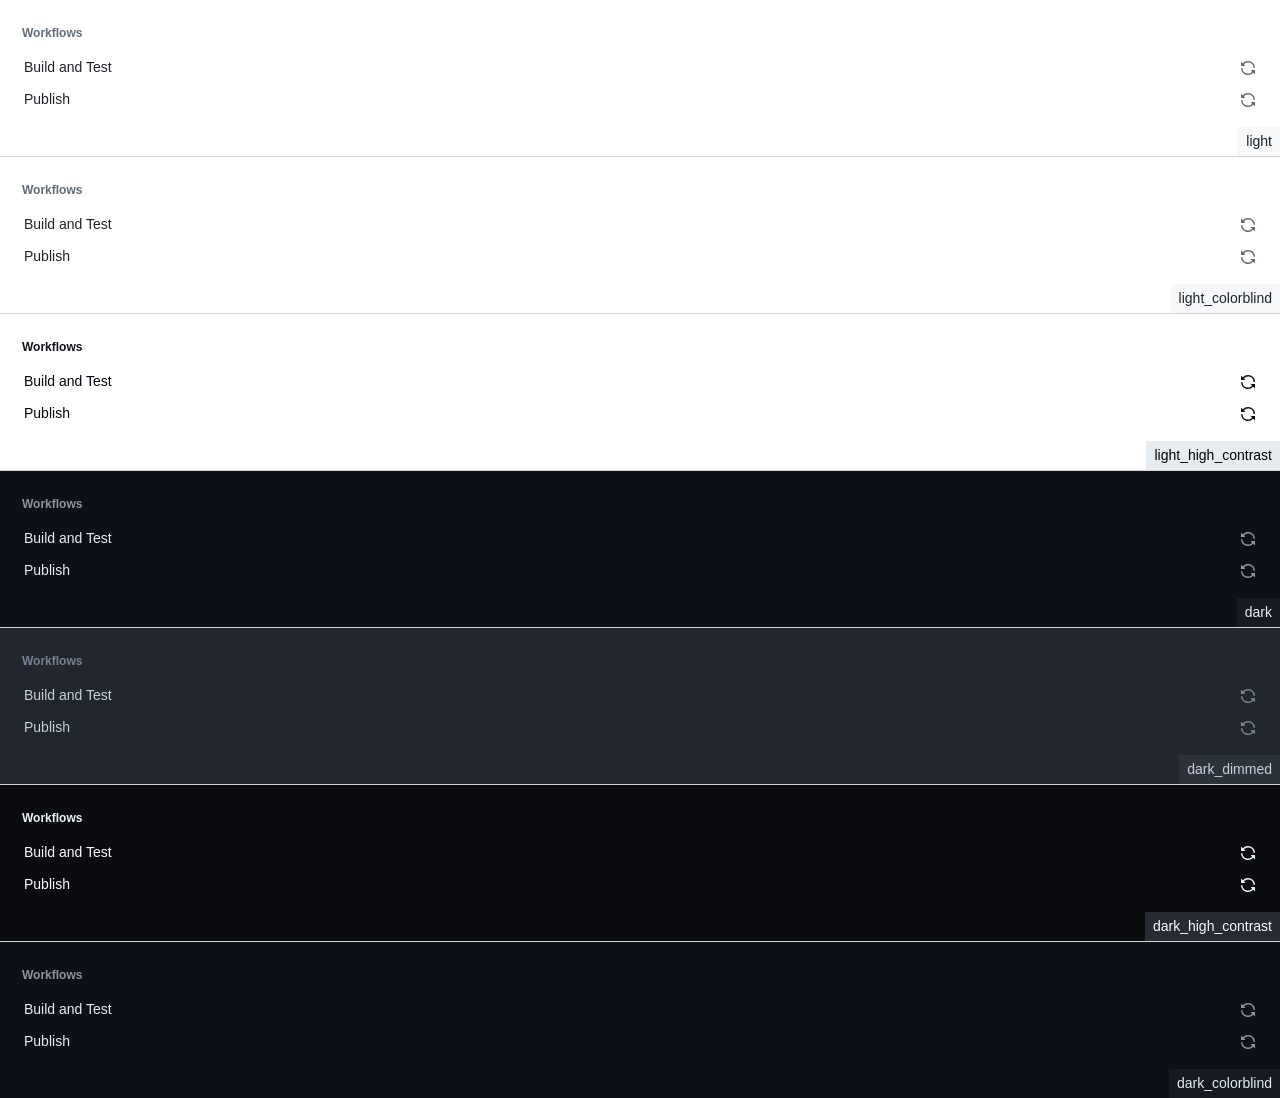 Workflows
Build and Test
Publish
light
Workflows
Build and Test
Publish
light_colorblind
Workflows
Build and Test
Publish
light_high_contrast
Workflows
Build and Test
Publish
dark
Workflows
Build and Test
Publish
dark_dimmed
Workflows
Build and Test
Publish
dark_high_contrast
Workflows
Build and Test
Publish
dark_colorblind